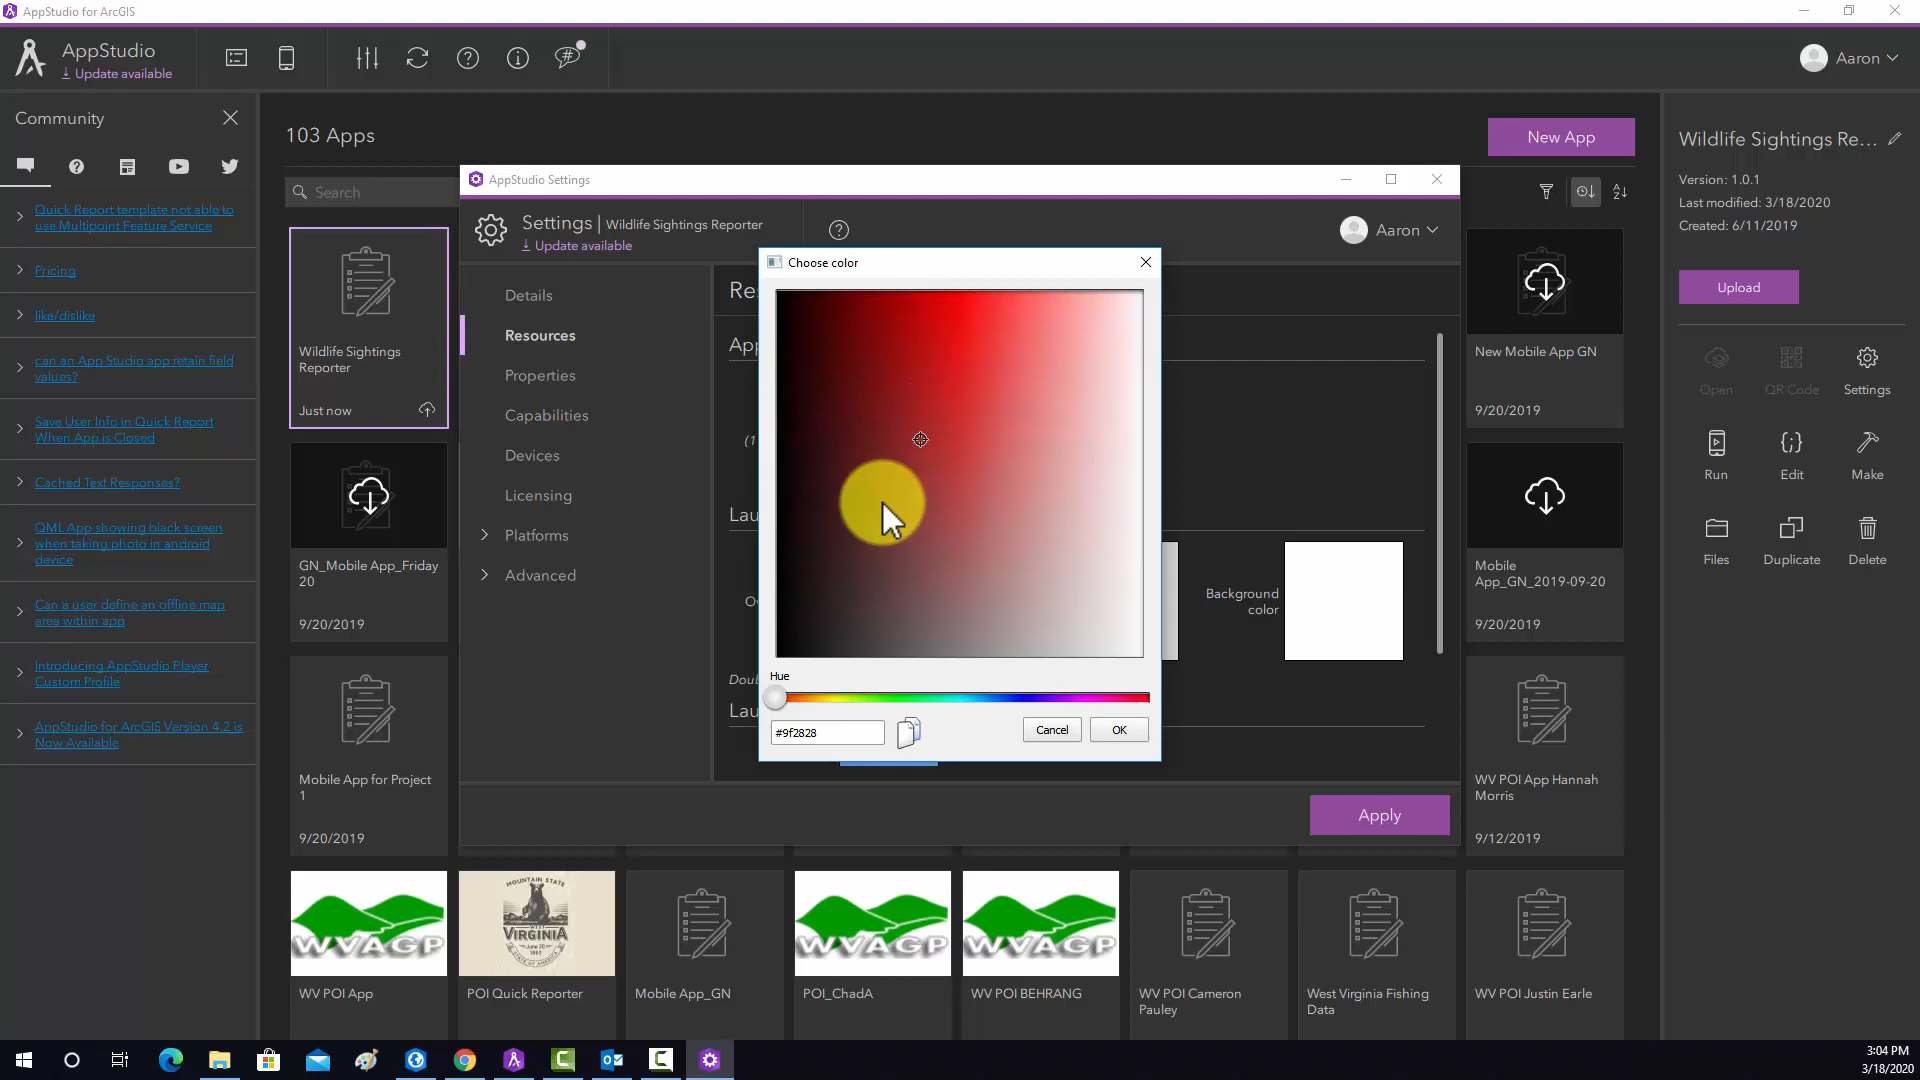 AppStudio for ArcGIS
AppStudio
Update available
Aaron
Community
103 Apps
New App
Search
Quick Report template not able to
use Multipoint Feature Service
Pricing
like/dislike
can an App Studio app retain field
values?
Save User Info in Quick Report
When App is Closed
Cached Text Responses?
QML App showing black screen
when taking photo in android
device
Can a user define an offline map
area within app
Introducing AppStudio Player
Custom Profile
AppStudio for ArcGIS Version 4.2 is
Now Available
Wildlife Sightings
Reporter
Just now
GN_Mobile App_Friday
20
9/20/2019
Mobile App for Project
1
9/20/2019
AppStudio Settings
Settings | Wildlife Sightings Reporter
Update available
Aaron
Details
Resources
Properties
Capabilities
Devices
Licensing
Platforms
Advanced
Choose color
Hue
#9f2828
Cancel
OK
Background
color
Apply
New Mobile App GN
9/20/2019
Mobile
App_GN_2019-09-20
9/20/2019
WV POI App Hannah
Morris
9/12/2019
Wildlife Sightings Re...
Version: 1.0.1
Last modified: 3/18/2020
Created: 6/11/2019
Upload
Open
QR Code
Settings
Run
Edit
Make
Files
Duplicate
Delete
WVAGP
WV POI App
MOUNTAIN STATE
WEST
VIRGINIA
June 20
1863
STATE OF AMERICA
POI Quick Reporter
Mobile App_GN
WVAGP
POI_ChadA
WVAGP
WV POI BEHRANG
WV POI Cameron
Pauley
West Virginia Fishing
Data
WV POI Justin Earle
3:04 PM
3/18/2020